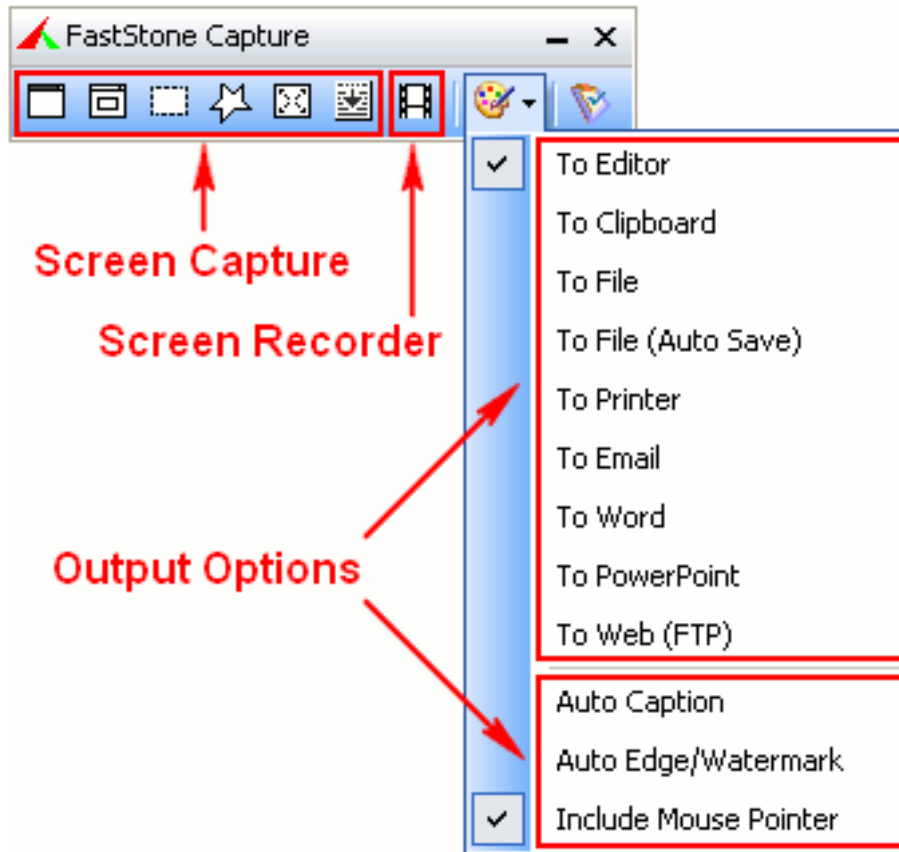 FastStone Capture
To Editor
To Clipboard
Screen Capture
To File
Screen Recorder
To File (Auto Save)
To Printer
To Email
To Word
Output Options
To PowerPoint
To Web (FTP)
Auto Caption
Auto Edge/Watermark
Include Mouse Pointer